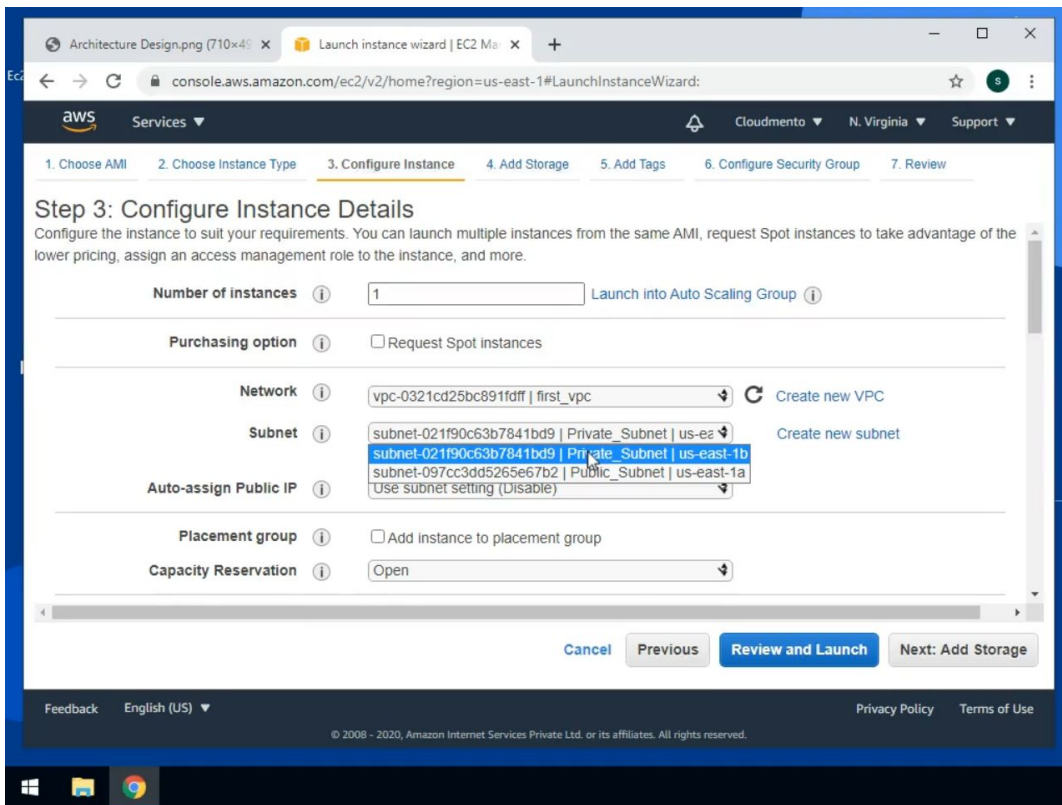 Architecture Design.png (710×49
Launch instance wizard | EC2 Ma
Ec2
console.aws.amazon.com/ec2/v2/home?region=us-east-1#LaunchInstanceWizard:
S
aws
Services
Cloudmento
N. Virginia
Support
1. Choose AMI
2. Choose Instance Type
3. Configure Instance
4. Add Storage
5. Add Tags
6. Configure Security Group
7. Review
Step 3: Configure Instance Details
Configure the instance to suit your requirements. You can launch multiple instances from the same AMI, request Spot instances to take advantage of the
lower pricing, assign an access management role to the instance, and more.
Number of instances
1
Launch into Auto Scaling Group
Purchasing option
Request Spot instances
Network
vpc-0321cd25bc891fdff | first_vpc
Create new VPC
Subnet
subnet-021f90c63b7841bd9 | Private_Subnet | us-ea
Create new subnet
subnet-021f90c63b7841bd9 | Private_Subnet | us-east-1b
subnet-097cc3dd5265e67b2 | Public_Subnet | us-east-1a
Auto-assign Public IP
Use subnet setting (Disable)
Placement group
Add instance to placement group
Capacity Reservation
Open
Cancel
Previous
Review and Launch
Next: Add Storage
Feedback
English (US)
Privacy Policy
Terms of Use
© 2008 - 2020, Amazon Internet Services Private Ltd. or its affiliates. All rights reserved.